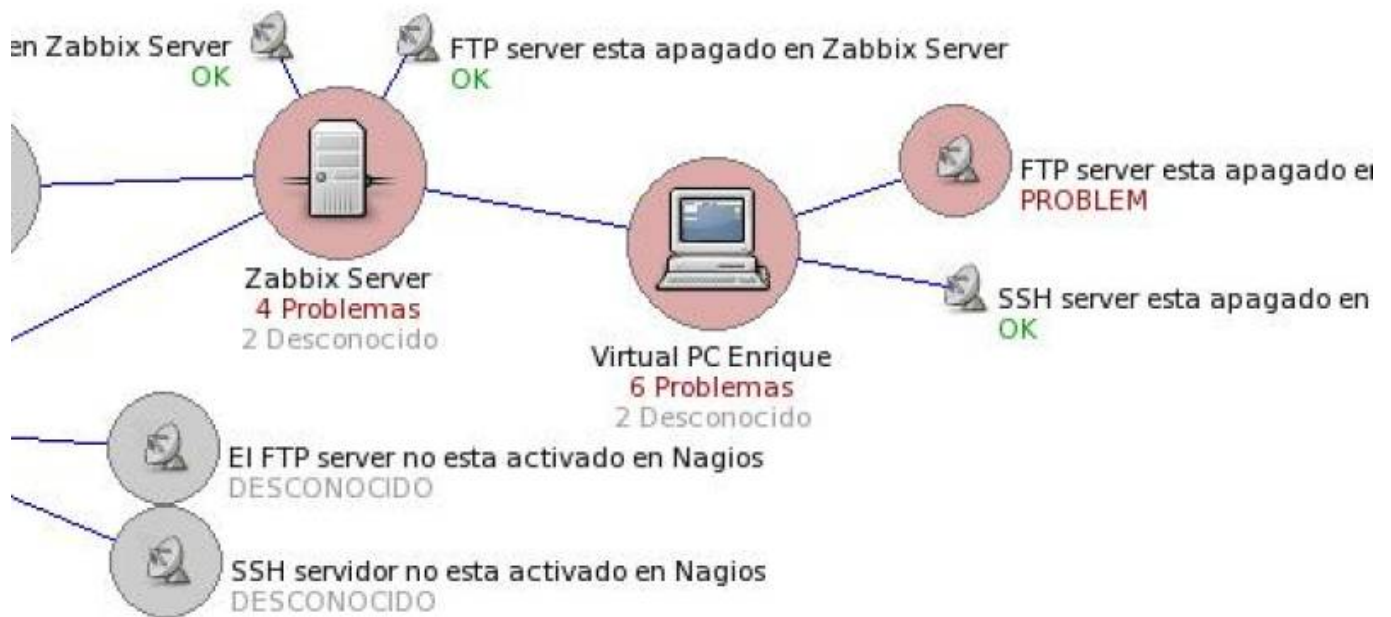 en Zabbix Server
OK
FTP server esta apagado en Zabbix Server
OK
FTP server esta apagado
PROBLEM
Zabbix Server
4 Problemas
2 Desconocido
SSH server esta apagado en
OK
Virtual PC Enrique
6 Problemas
2 Desconocido
El FTP server no esta activado en Nagios
DESCONOCIDO
SSH servidor no esta activado en Nagios
DESCONOCIDO